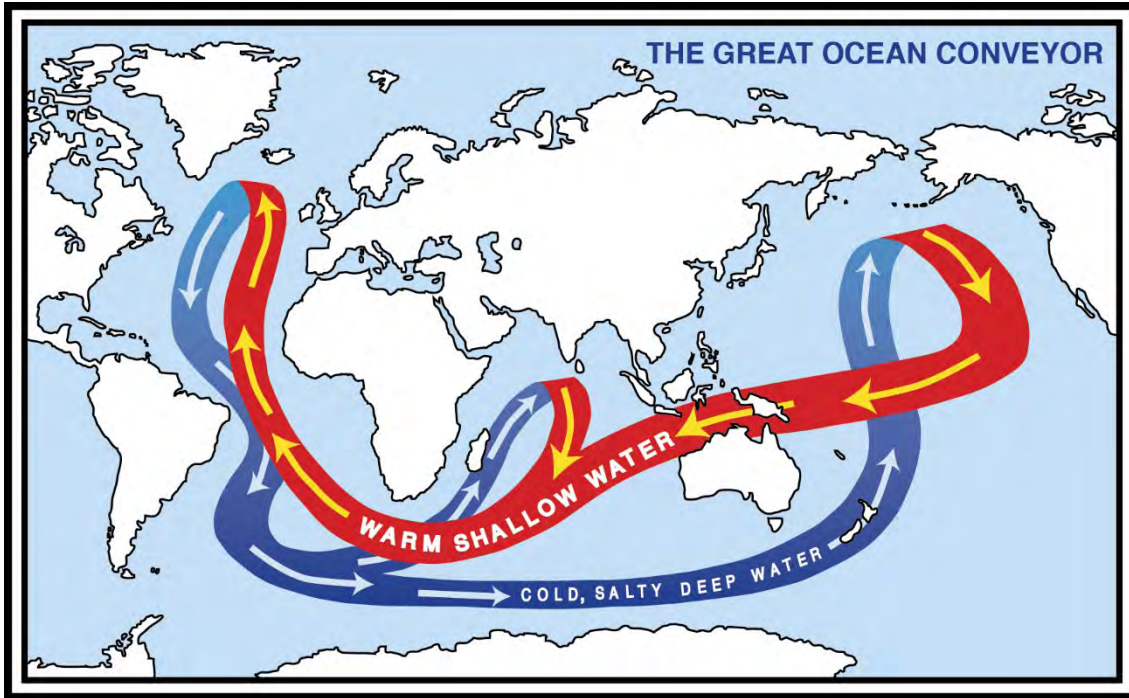 THE GREAT OCEAN CONVEYOR
WARM SHALLOW WATER
COLD, SALTY DEEP WATER